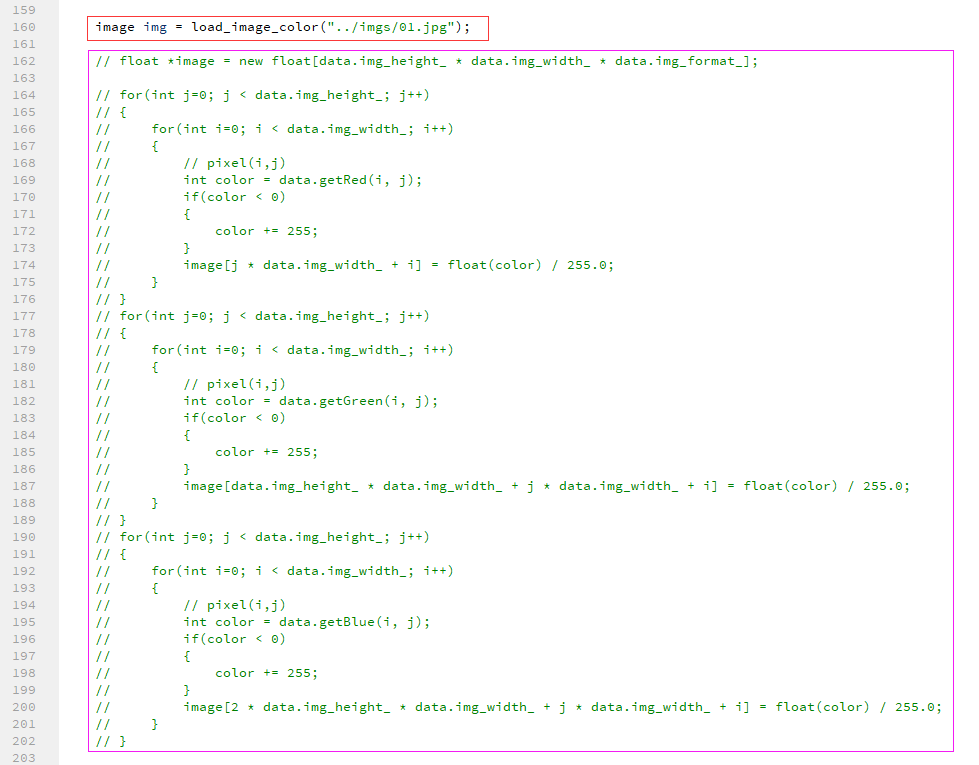 159
160 image img = load_image_color("../imgs/01.jpg");
161
162 // float *image = new float[data.img_height_ * data.img_width_ * data.img_format_];
163
164 // for(int j=0; j < data.img_height_; j++)
165 // {
166 //     for(int i=0; i < data.img_width_; i++)
167 //     {
168 //         // pixel(i,j)
169 //         int color = data.getRed(i, j);
170 //         if(color < 0)
171 //         {
172 //             color += 255;
173 //         }
174 //         image[j * data.img_width_ + i] = float(color) / 255.0;
175 //     }
176 // }
177 // for(int j=0; j < data.img_height_; j++)
178 // {
179 //     for(int i=0; i < data.img_width_; i++)
180 //     {
181 //         // pixel(i,j)
182 //         int color = data.getGreen(i, j);
183 //         if(color < 0)
184 //         {
185 //             color += 255;
186 //         }
187 //         image[data.img_height_ * data.img_width_ + j * data.img_width_ + i] = float(color) / 255.0;
188 //     }
189 // }
190 // for(int j=0; j < data.img_height_; j++)
191 // {
192 //     for(int i=0; i < data.img_width_; i++)
193 //     {
194 //         // pixel(i,j)
195 //         int color = data.getBlue(i, j);
196 //         if(color < 0)
197 //         {
198 //             color += 255;
199 //         }
200 //         image[2 * data.img_height_ * data.img_width_ + j * data.img_width_ + i] = float(color) / 255.0;
201 //     }
202 // }
203